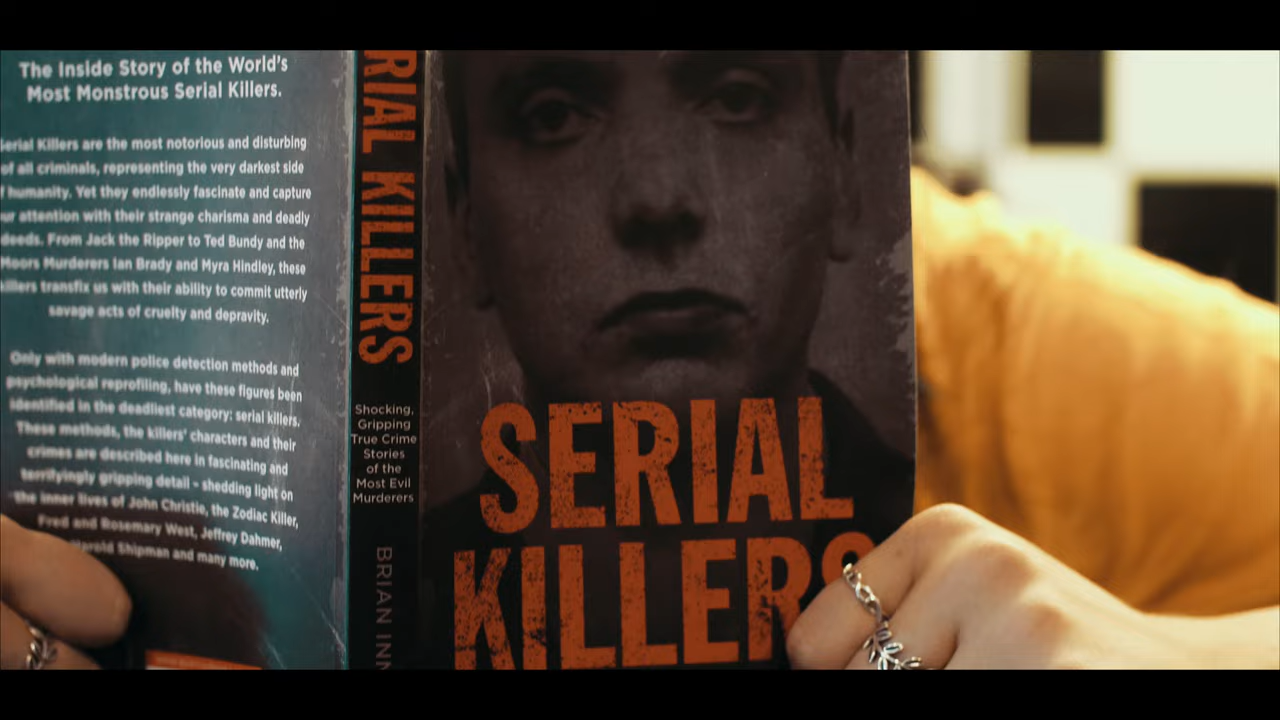 The Inside Story of the World's
Most Monstrous Serial Killers.
Serial Killers are the most notorious and disturbing
of all criminals, representing the very darkest side
humanity. Yet they endlessly fascinate and capture
attention with their strange charisma and deadly
deeds. From Jack the Ripper to Ted Bundy and the
Moors Murderers Ian Brady and Myra Hindley, these
killers transfix us with their ability to commit utterly
savage acts of cruelty and depravity.
Only with modern police detection methods and
psychological reprofiling, have these figures been
identified in the deadliest category: serial killers.
These methods, the killers' characters and their
crimes are described here in fascinating and
terrifyingly gripping detail - shedding light on
the inner lives of John Christie, the Zodiac Killer,
Fred and Rosemary West, Jeffrey Dahmer,
Harold Shipman and many more.
RIAL KILLERS
Shocking,
Gripping
True Crime
Stories
of the
Most Evil
Murderers
BRIAN INN
SERIAL
KILLERS